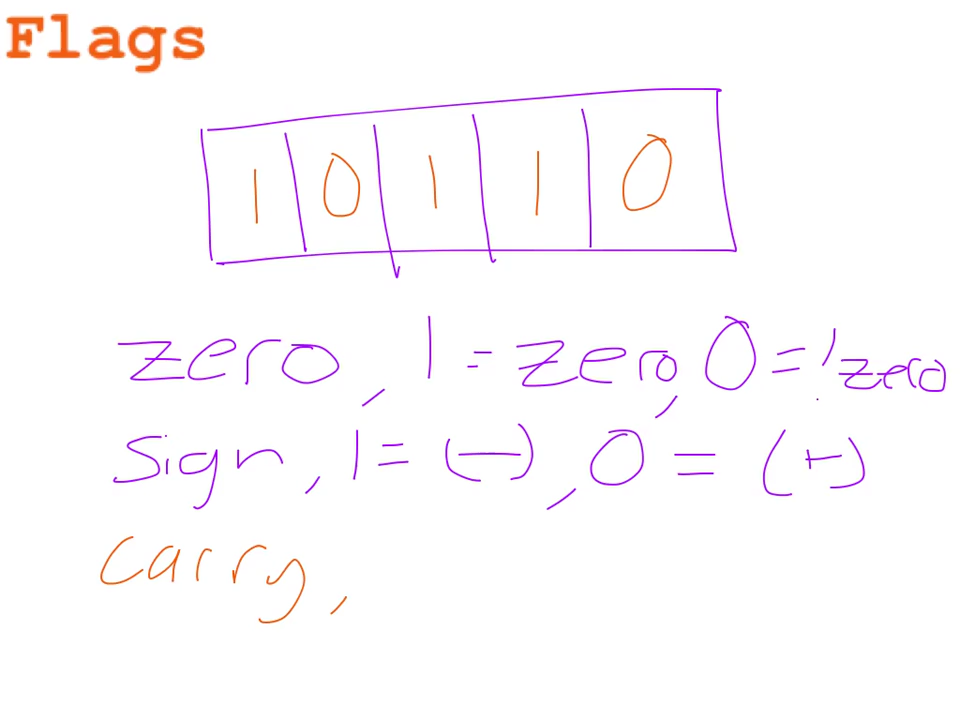 Flags
1 0 1 1 0
zero, 1 = zero, 0 = !zero
sign, 1 = (-), 0 = (+)
carry,